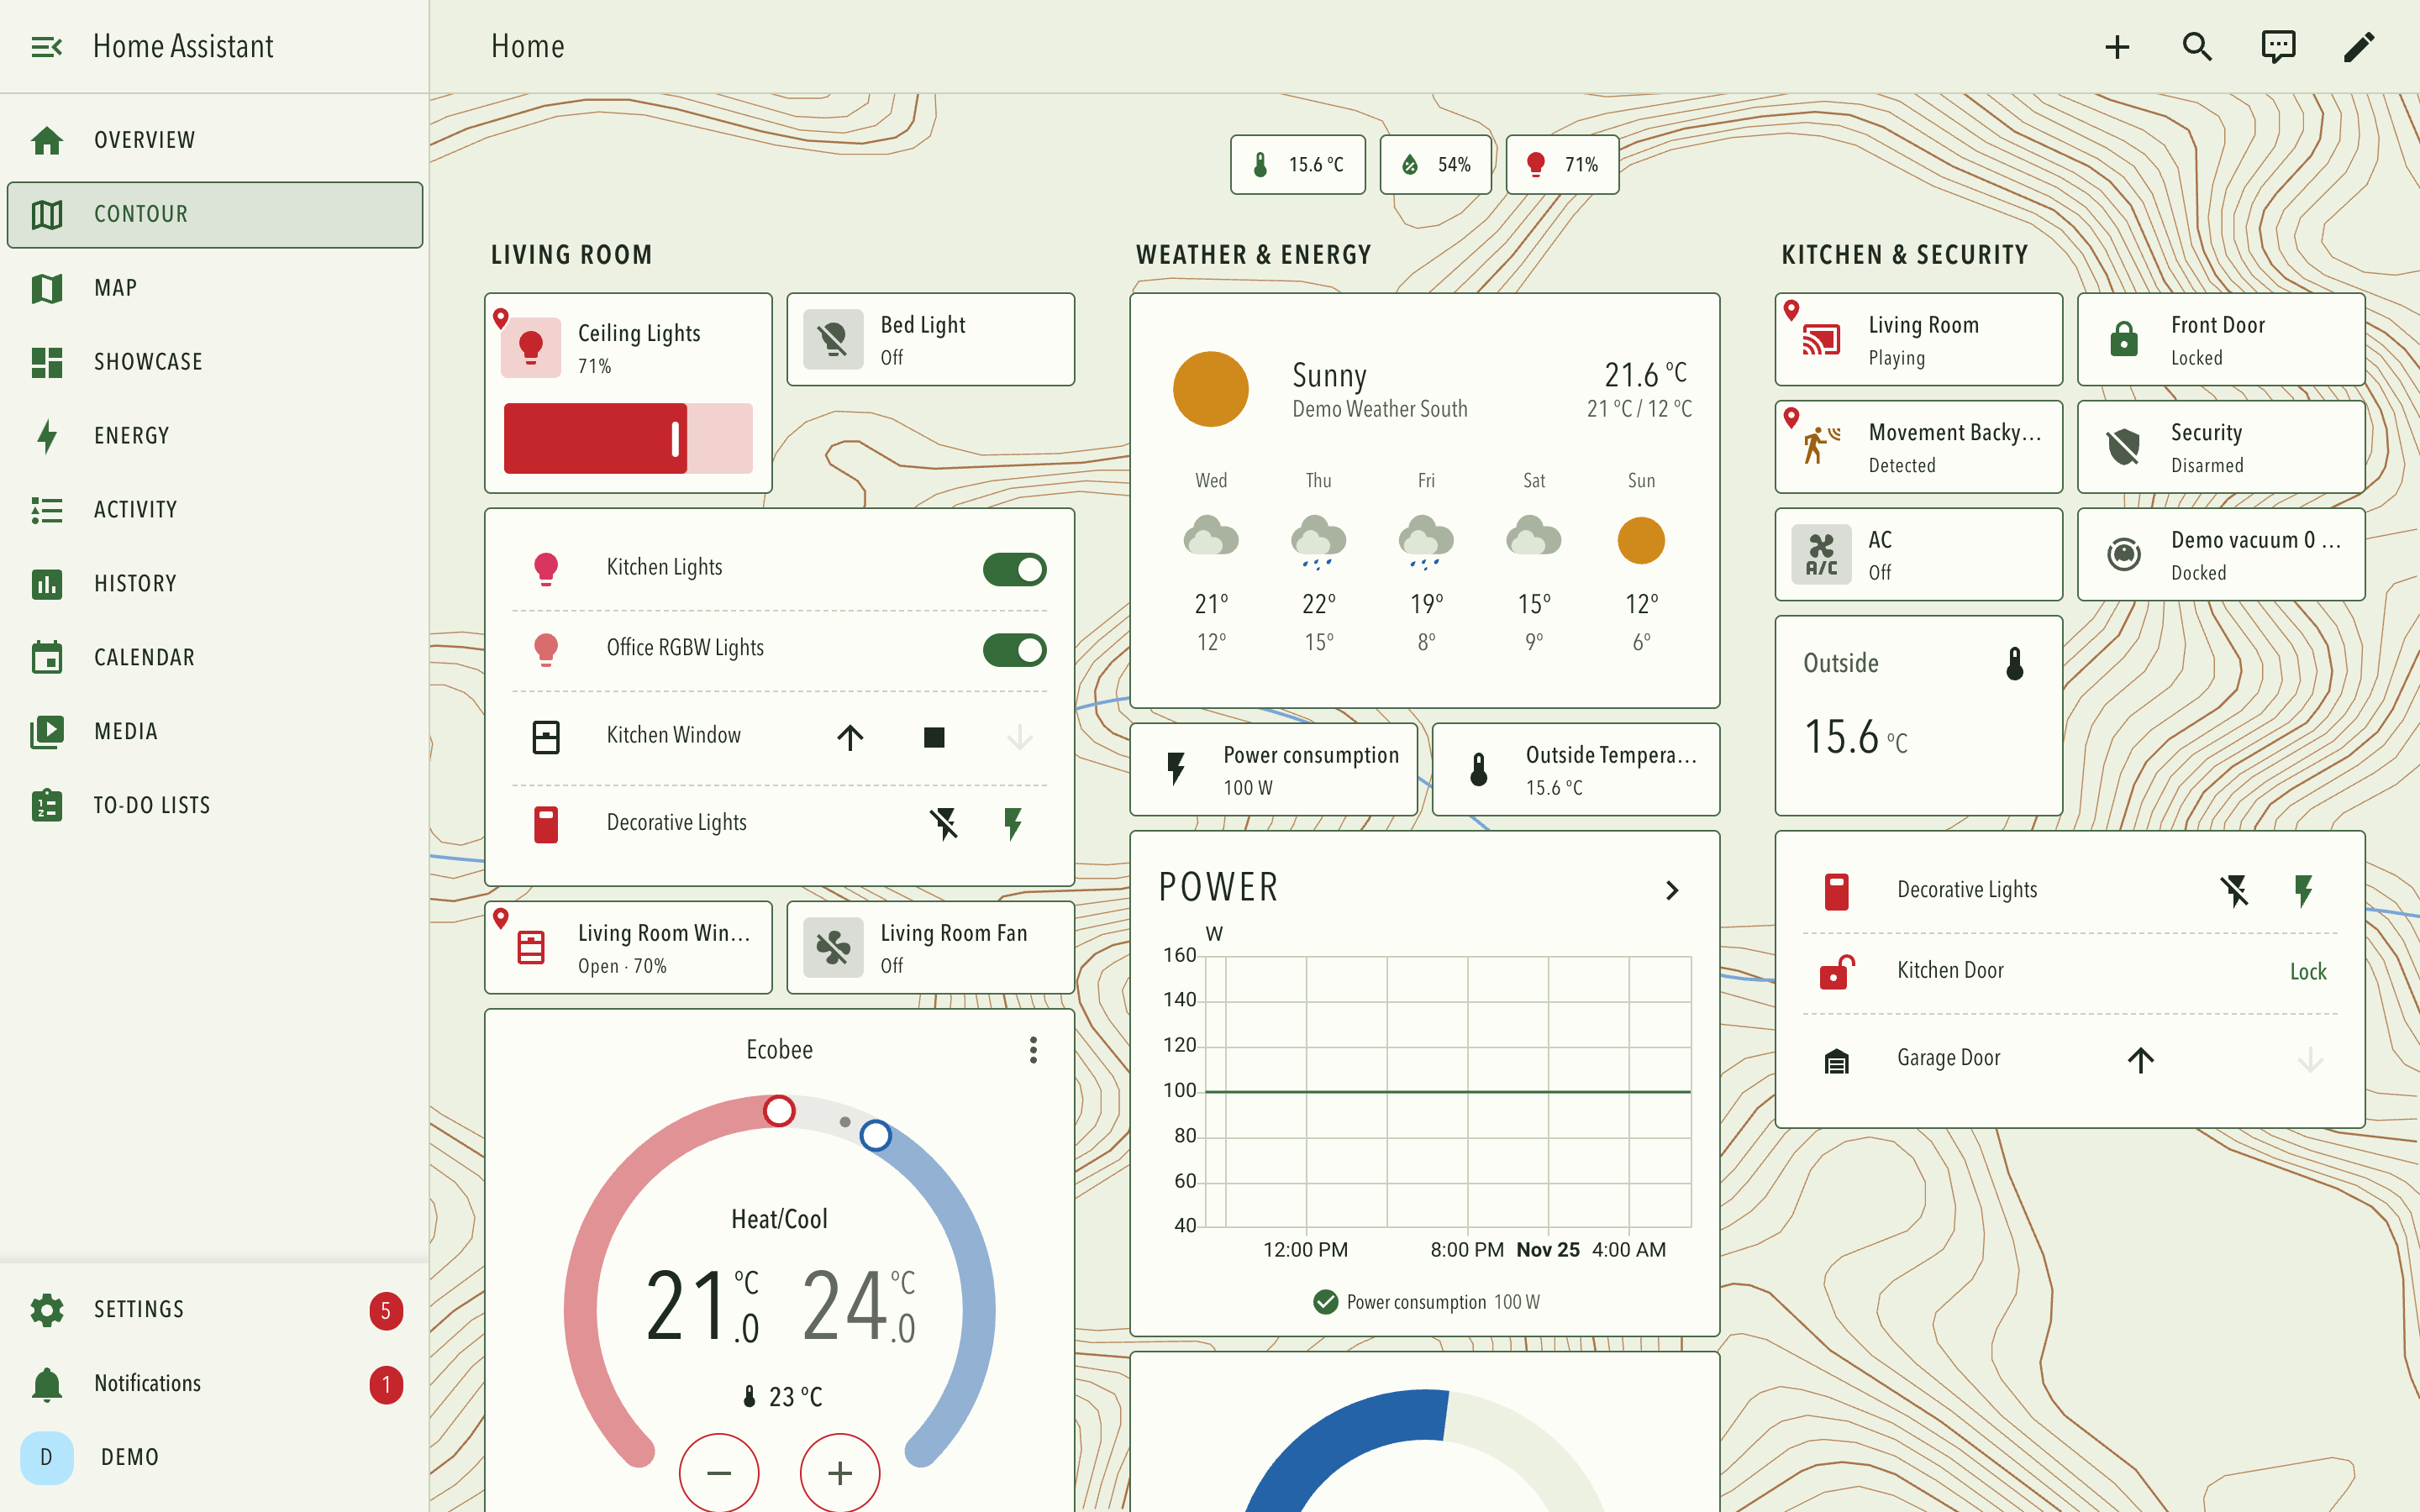 Home Assistant
OVERVIEW
CONTOUR
MAP
SHOWCASE
ENERGY
ACTIVITY
HISTORY
CALENDAR
MEDIA
TO-DO LISTS
SETTINGS 5
Notifications 1
D DEMO
Home
15.6 °C 54% 71%
LIVING ROOM
Ceiling Lights
71%
Bed Light
Off
Kitchen Lights
Office RGBW Lights
Kitchen Window
Decorative Lights
Living Room Win…
Open · 70%
Living Room Fan
Off
Ecobee
Heat/Cool
21.0 °C 24.0 °C
23 °C
WEATHER & ENERGY
Sunny
Demo Weather South
21.6 °C
21 °C / 12 °C
Wed Thu Fri Sat Sun
21° 22° 19° 15° 12°
12° 15° 8° 9° 6°
Power consumption
100 W
Outside Tempera…
15.6 °C
POWER
W
160
140
120
100
80
60
40
12:00 PM 8:00 PM Nov 25 4:00 AM
Power consumption 100 W
KITCHEN & SECURITY
Living Room
Playing
Front Door
Locked
Movement Backy…
Detected
Security
Disarmed
A/C
AC
Off
Demo vacuum 0 …
Docked
Outside
15.6 °C
Decorative Lights
Kitchen Door Lock
Garage Door